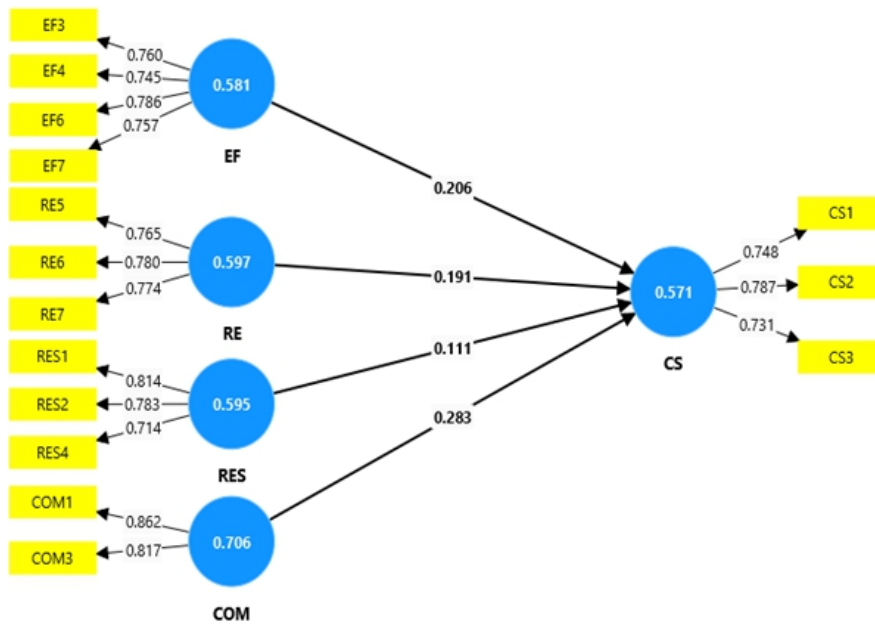 EF3
0.760
EF4
0.745
EF6
0.786
EF7
0.757
0.581
EF
RE5
0.765
RE6
0.780
RE7
0.774
0.597
RE
RES1
0.814
RES2
0.783
RES4
0.714
0.595
RES
COM1
0.862
COM3
0.817
0.706
COM
0.206
0.191
0.111
0.283
0.571
CS
0.748
CS1
0.787
CS2
0.731
CS3